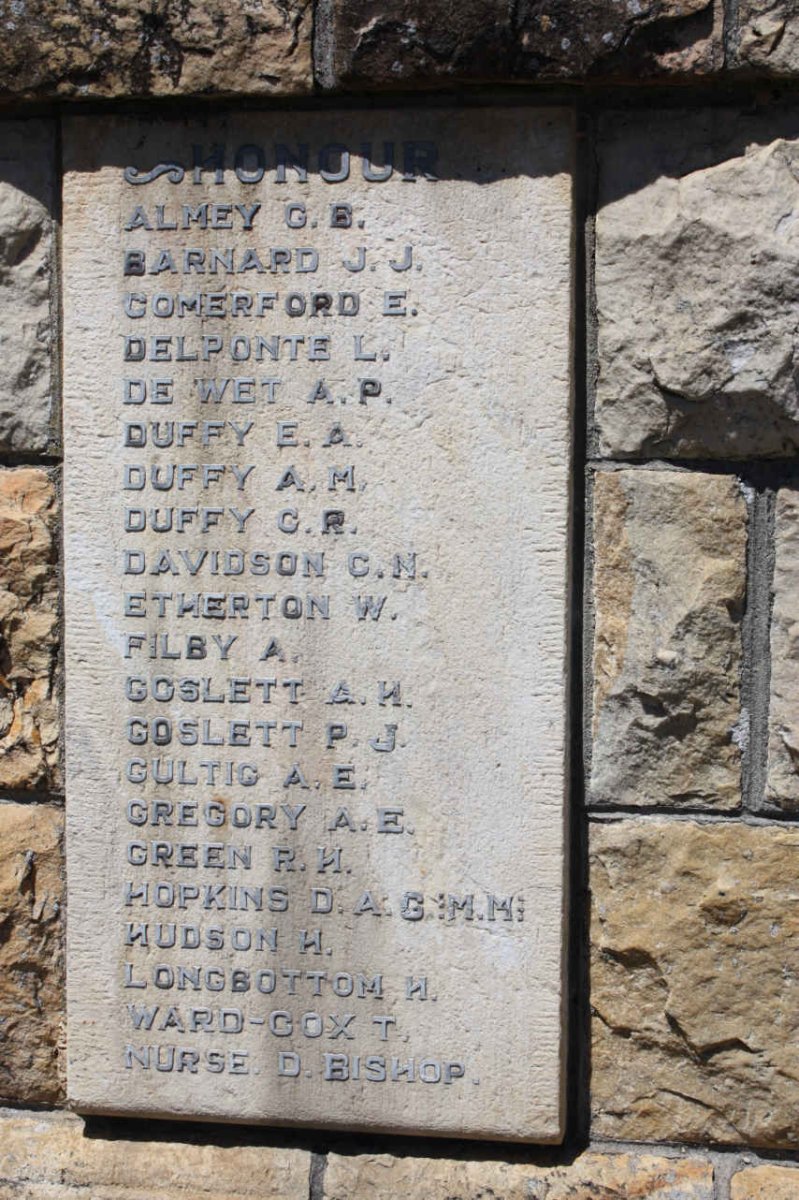 HONOUR
ALMEY G.B.
BARNARD J.J.
COMERFORD E.
DELPONTE L.
DE WET A.P.
DUFFY E.A.
DUFFY A.M.
DUFFY C.R.
DAVIDSON C.N.
ETHERTON W.
FILBY A.
GOSLETT A.H.
GOSLETT P.J.
GULTIG A.E.
GREGORY A.E.
GREEN R.H.
HOPKINS D.A.G.:M.M:
HUDSON H.
LONGBOTTOM H.
WARD-COX T.
NURSE. D. BISHOP.